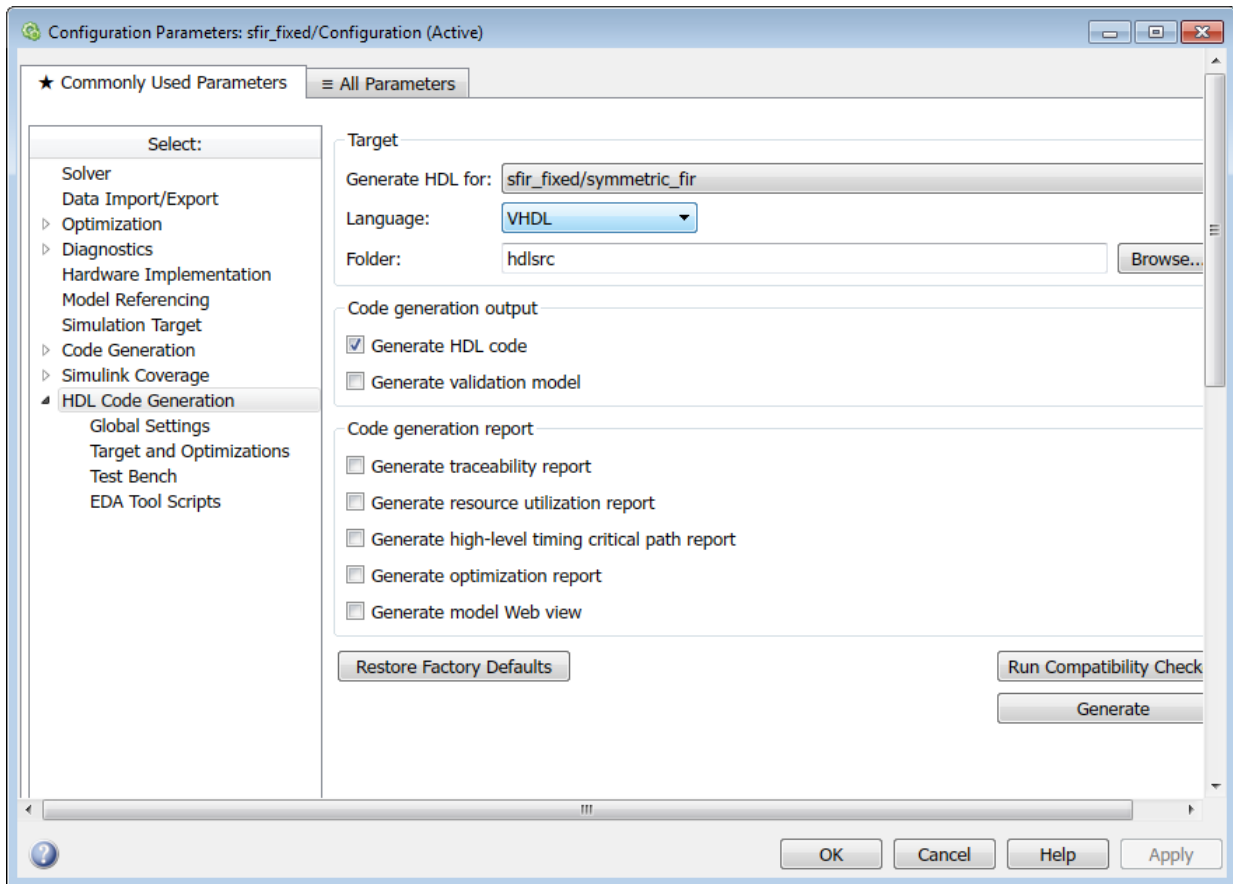 Configuration Parameters: sfir_fixed/Configuration (Active)
★ Commonly Used Parameters
≡ All Parameters
Select:
Solver
Data Import/Export
Optimization
Diagnostics
Hardware Implementation
Model Referencing
Simulation Target
Code Generation
Simulink Coverage
HDL Code Generation
Global Settings
Target and Optimizations
Test Bench
EDA Tool Scripts
Target
Generate HDL for: sfir_fixed/symmetric_fir
Language: VHDL
Folder: hdlsrc Browse...
Code generation output
Generate HDL code
Generate validation model
Code generation report
Generate traceability report
Generate resource utilization report
Generate high-level timing critical path report
Generate optimization report
Generate model Web view
Restore Factory Defaults Run Compatibility Check
Generate
OK Cancel Help Apply